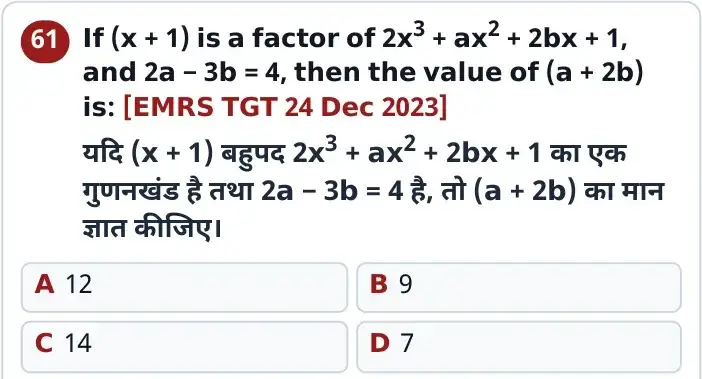 61 If (x + 1) is a factor of 2x³ + ax² + 2bx + 1,
and 2a − 3b = 4, then the value of (a + 2b)
is: [EMRS TGT 24 Dec 2023]
यदि (x + 1) बहुपद 2x³ + ax² + 2bx + 1 का एक
गुणनखंड है तथा 2a − 3b = 4 है, तो (a + 2b) का मान
ज्ञात कीजिए।
A 12
B 9
C 14
D 7